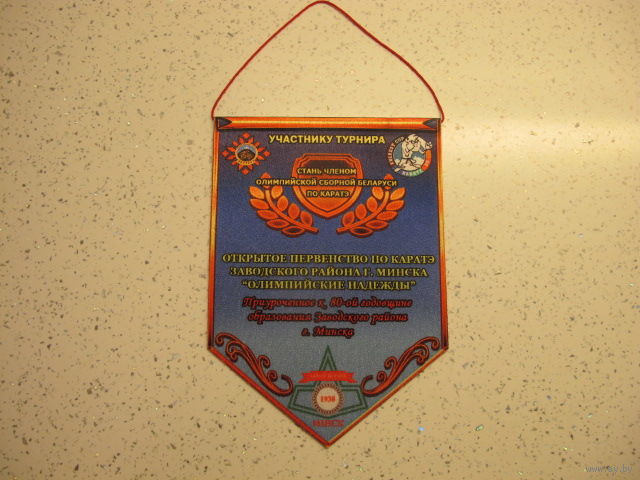 УЧАСТНИКУ ТУРНИРА
СТАНЬ ЧЛЕНОМ
ОЛИМПИЙСКОЙ СБОРНОЙ БЕЛАРУСИ
ПО КАРАТЭ
ОТКРЫТОЕ ПЕРВЕНСТВО ПО КАРАТЭ
ЗАВОДСКОГО РАЙОНА Г. МИНСКА
"ОЛИМПИЙСКИЕ НАДЕЖДЫ"
Приуроченное к, 80-ой годовщине
образования Заводского района
г. Минска
1938
МИНСК